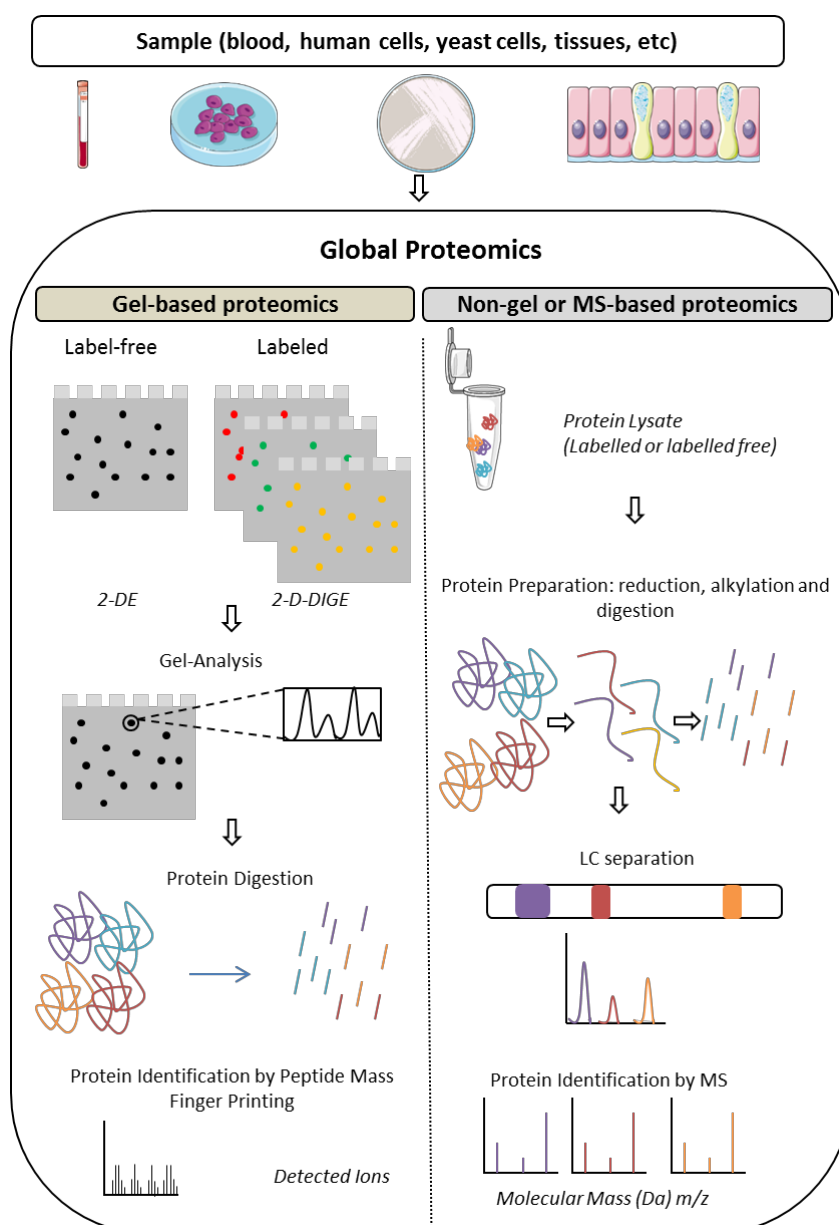 Sample (blood, human cells, yeast cells, tissues, etc)
Global Proteomics
Gel-based proteomics
Label-free
Labeled
2-DE
2-D-DIGE
Gel-Analysis
Protein Digestion
Protein Identification by Peptide Mass
Finger Printing
Detected Ions
Non-gel or MS-based proteomics
Protein Lysate
(Labelled or labelled free)
Protein Preparation: reduction, alkylation and
digestion
LC separation
Protein Identification by MS
Molecular Mass (Da) m/z